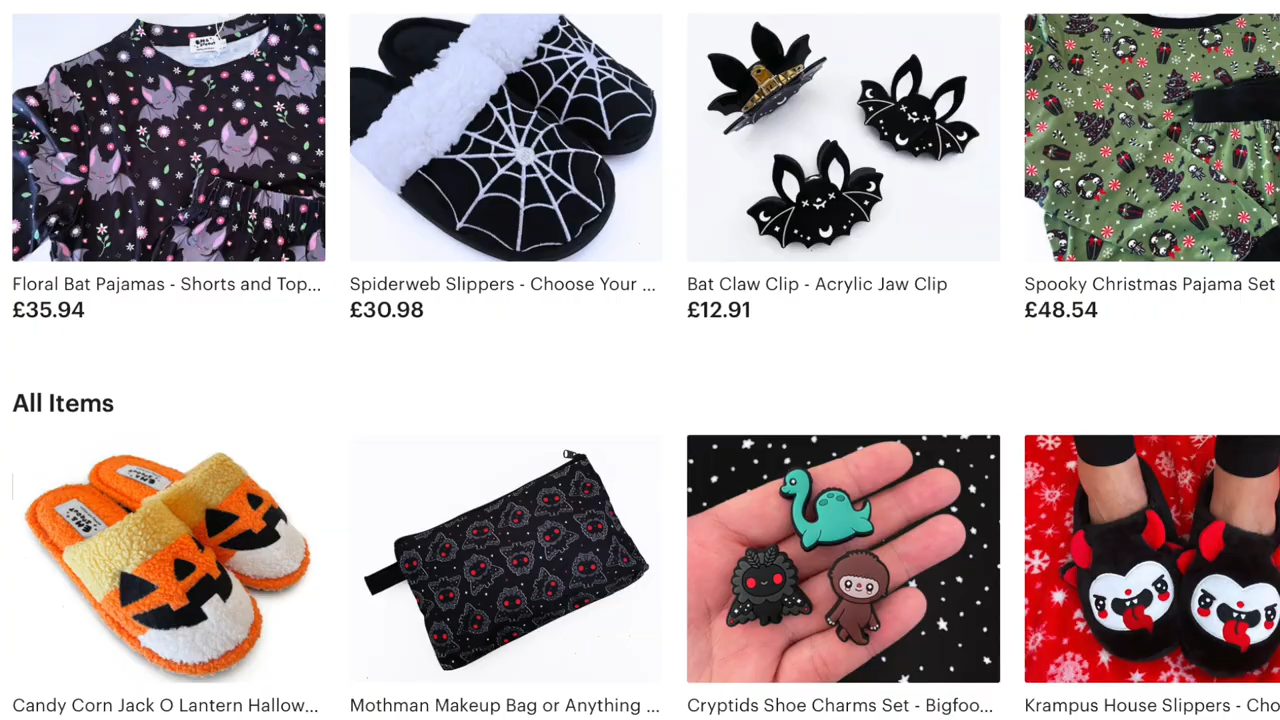 Floral Bat Pajamas - Shorts and Top...
£35.94
Spiderweb Slippers - Choose Your ...
£30.98
Bat Claw Clip - Acrylic Jaw Clip
£12.91
Spooky Christmas Pajama Set
£48.54
All Items
Candy Corn Jack O Lantern Hallow...
Mothman Makeup Bag or Anything ...
Cryptids Shoe Charms Set - Bigfoo...
Krampus House Slippers - Cho